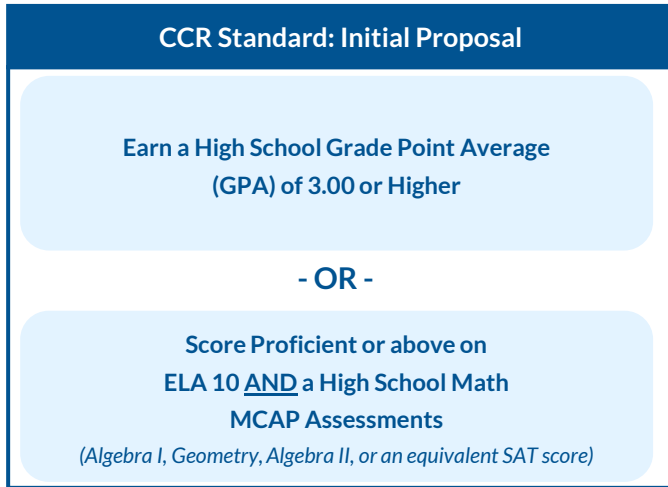 CCR Standard: Initial Proposal
Earn a High School Grade Point Average
(GPA) of 3.00 or Higher
- OR -
Score Proficient or above on
ELA 10 AND a High School Math
MCAP Assessments
(Algebra I, Geometry, Algebra II, or an equivalent SAT score)